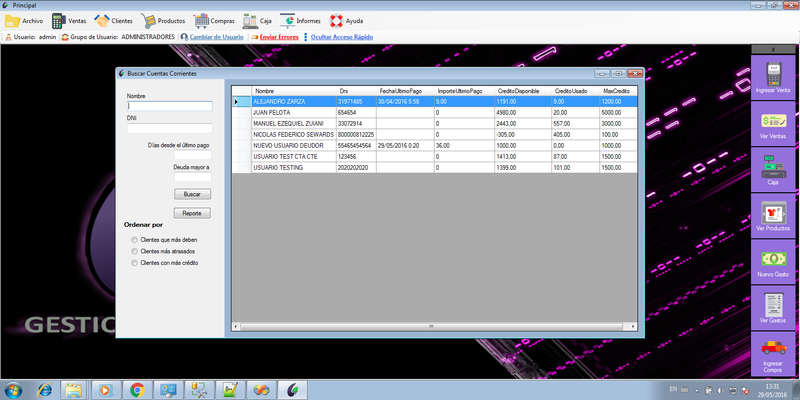 Principal
Archivo Ventas Clientes Productos Compras Caja Informes Ayuda
Usuario: admin Grupo de Usuario: ADMINISTRADORES Cambiar de Usuario Enviar Errores Ocultar Acceso Rápido
X
Buscar Cuentas Corrientes
Nombre
DNI
Días desde el último pago
Deuda mayor a
Buscar
Reporte
Ordenar por
Clientes que más deben
Clientes más atrasados
Clientes con más crédito
Nombre Dni FechaUltimoPago ImporteUltimoPago CreditoDisponible CreditoUsado MaxCredito
ALEJANDRO ZARZA 31971485 30/04/2016 5:58 9,00 1191,00 9,00 1200,00
JUAN PELOTA 654654 0 4980,00 20,00 5000,00
MANUEL EZEQUIEL ZUIANI 33072914 0 2443,00 557,00 3000,00
NICOLAS FEDERICO SEWARDS 800000812225 0 -305,00 405,00 100,00
NUEVO USUARIO DEUDOR 55465454564 29/05/2016 0:20 36,00 1000,00 0,00 1000,00
USUARIO TEST CTA CTE 123456 0 1413,00 87,00 1500,00
USUARIO TESTING 2020202020 0 1399,00 101,00 1500,00
Ingresar Venta
Ver Ventas
Caja
Ver Productos
Nuevo Gasto
Ver Gastos
Ingresar Compra
GESTIC
EN
13:31
29/05/2016